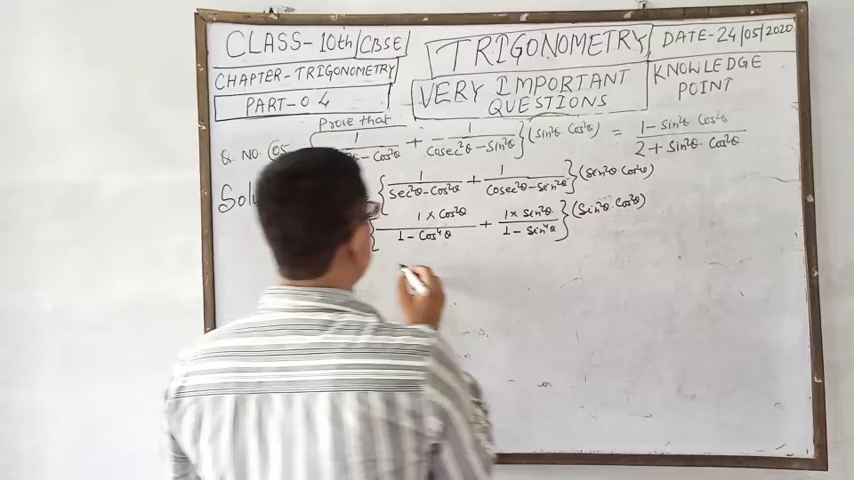 CLASS-10th/CBSE/
TRIGONOMETRY
DATE-24/05/2020
CHAPTER-TRIGONOMETRY
VERY IMPORTANT
QUESTIONS
KNOWLEDGE
POINT
PART-04
Prove that
Q. NO. 05. { 1/ θ-Cos²θ + 1/Cosec²θ-Sin²θ } (Sin²θ. Cos²θ) = 1-Sin²θ Cos²θ/2+Sin²θ. Cos²θ
{ 1/Sec²θ-Cos²θ + 1/Cosec²θ-Sin²θ } (Sin²θ Cos²θ)
{ 1×Cos²θ/1-Cos⁴θ + 1×Sin²θ/1-Sin⁴θ } (Sin²θ. Cos²θ)